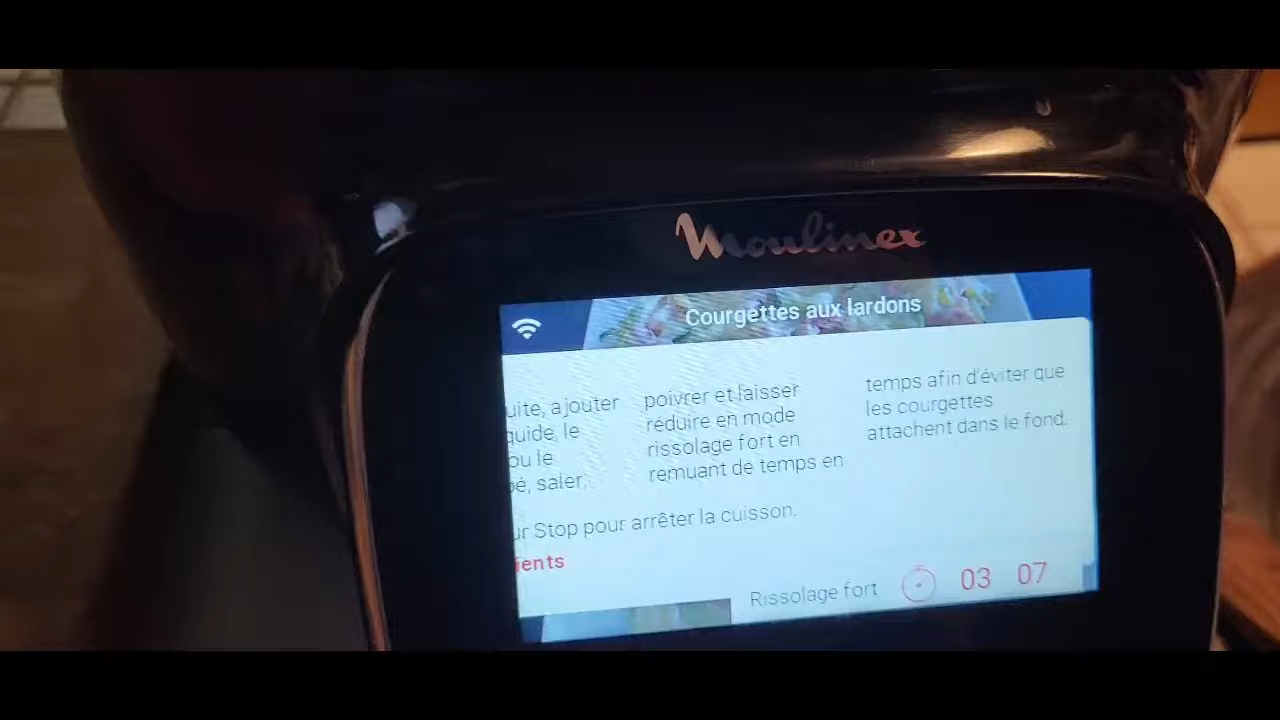 Moulinex
Courgettes aux lardons
uite, ajouter
quide, le
ou le
pé, saler,
poivrer et laisser
réduire en mode
rissolage fort en
remuant de temps en
temps afin d'éviter que
les courgettes
attachent dans le fond.
ur Stop pour arrêter la cuisson.
ients
Rissolage fort 03 07